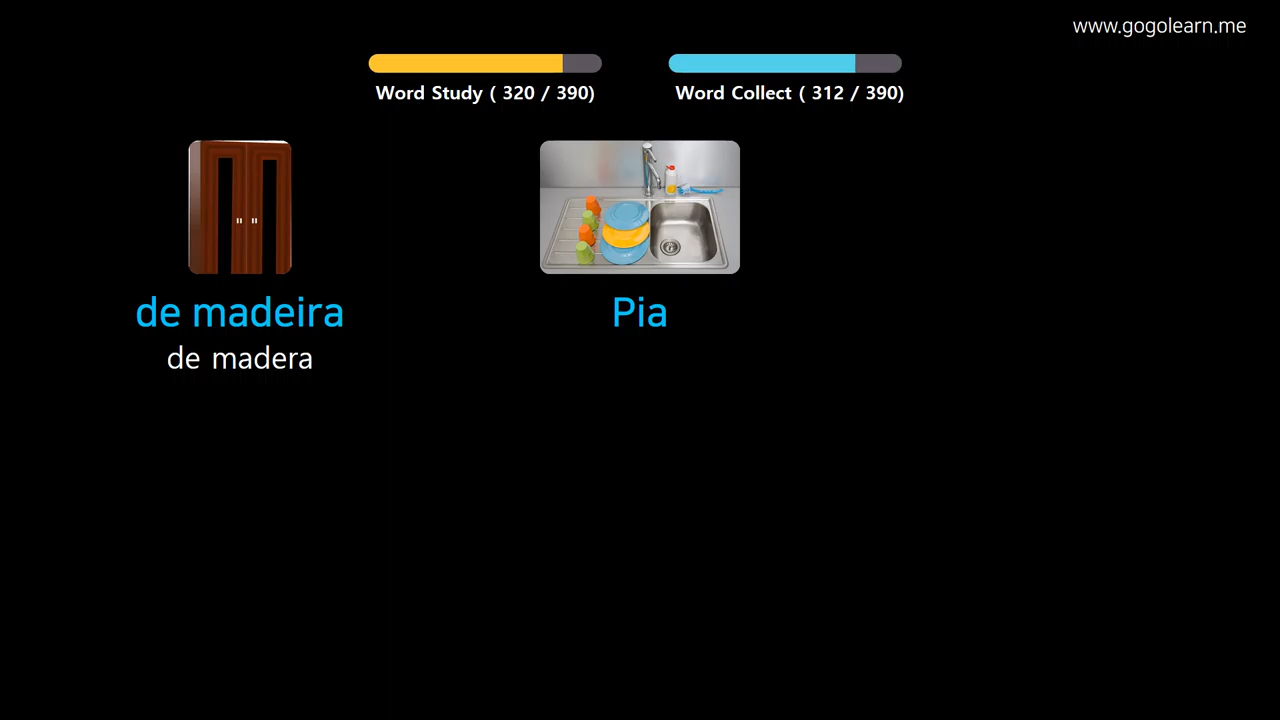 www.gogolearn.me
Word Study ( 320 / 390)
Word Collect ( 312 / 390)
de madeira
de madera
Pia